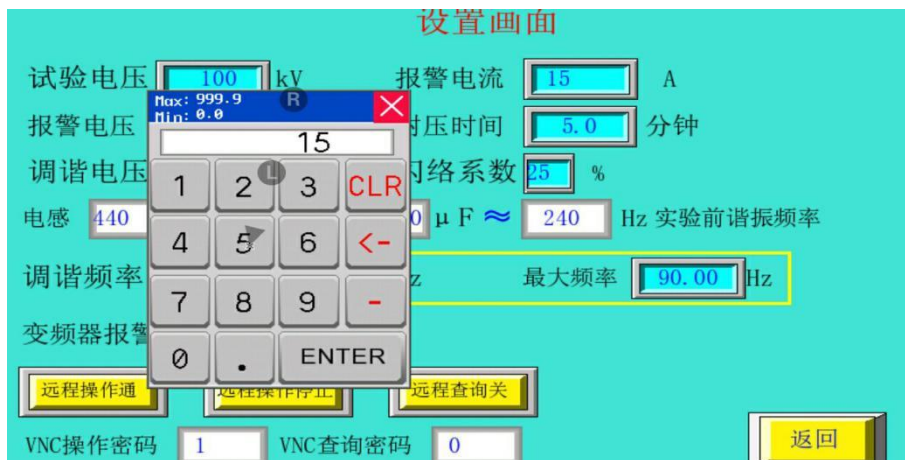 设置画面
试验电压 100 kV 报警电流 15 A
Max: 999.9
Min: 0.0
R
报警电压 耐压时间 5.0 分钟
15
调谐电压 闪络系数 25 %
1 2 L 3 CLR
电感 440 0 μF ≈ 240 Hz 实验前谐振频率
4 5 6 <-
调谐频率 z 最大频率 90.00 Hz
7 8 9 -
变频器报警
0 . ENTER
远程操作通 远程操作停止 远程查询关
VNC操作密码 1 VNC查询密码 0 返回